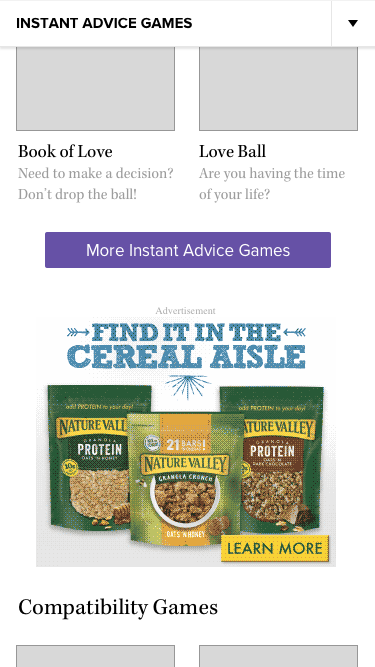 INSTANT ADVICE GAMES
Book of Love
Need to make a decision?
Don't drop the ball!
Love Ball
Are you having the time
of your life?
More Instant Advice Games
Advertisement
FIND IT IN THE
CEREAL AISLE
add PROTEIN to your day!
NATURE VALL
GRANOLA
PROTEIN
OATS 'N HONEY
21
NATURE VALLEY
GRANOLA CRUNCH
OATS 'N HONEY
add PROTEIN to your day!
ATURE VALLEY
GRANOLA
PROTEIN
OATS
DARK CHOCOLATE
LEARN MORE
Compatibility Games